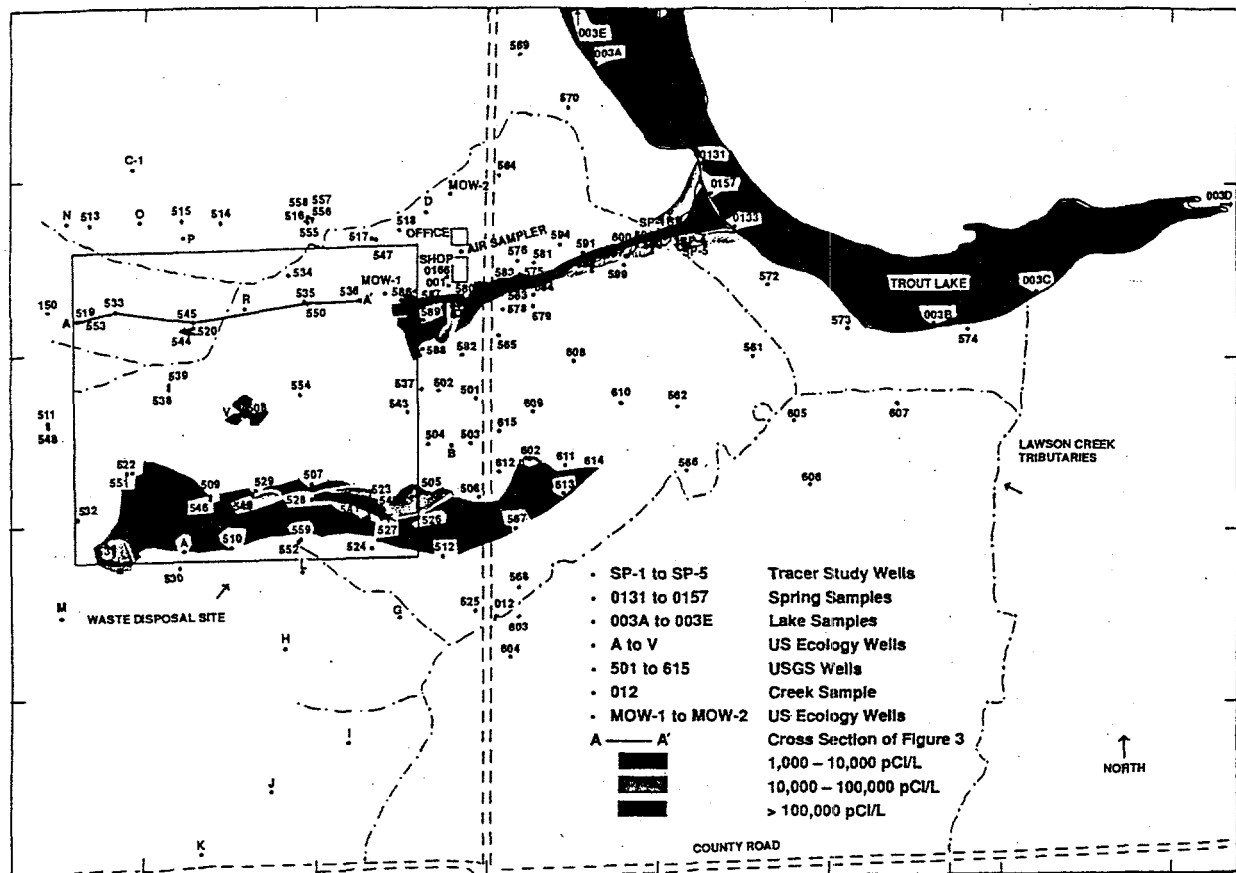 003E
003A
569
570
C-1
564
MOW-2
D
0131
0157
0133
003D
N 513 O 515 514
P
558 557
516 556
555
517
547
518
OFFICE
AIR SAMPLER
SHOP
0166
001
594
576 581
591
600
599
583 575
572
TROUT LAKE
003C
003B
573
574
534
MOW-1
536 A'
535
550
R
533
150
519
A
553
545
520
544
587
589
588
563
578 579
582
565
608
561
539
538
554
537 502 501
543
V
511
548
609
610
562
605
607
615
504 503
B
LAWSON CREEK
TRIBUTARIES
522
551
509
529
507
523
505
506
612
602
611
614
566
606
513
546
528
527
526
567
532
A
510
559
552
524
512
530
568
WASTE DISPOSAL SITE
M
G
525
012
603
604
H
I
J
K
SP-1 to SP-5 Tracer Study Wells
0131 to 0157 Spring Samples
003A to 003E Lake Samples
A to V US Ecology Wells
501 to 615 USGS Wells
012 Creek Sample
MOW-1 to MOW-2 US Ecology Wells
A A' Cross Section of Figure 3
1,000 – 10,000 pCi/L
10,000 – 100,000 pCi/L
> 100,000 pCi/L
NORTH
COUNTY ROAD